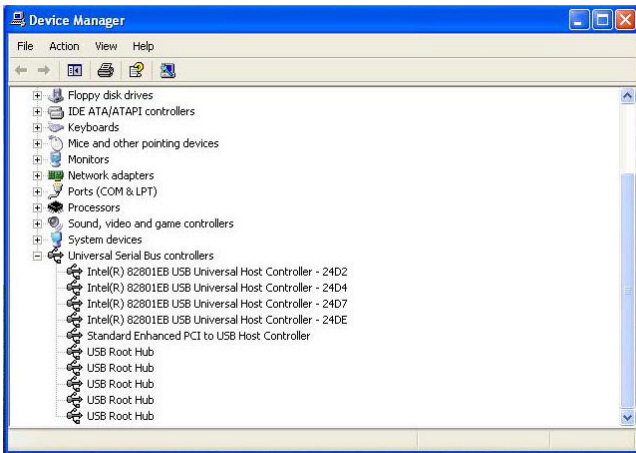 Device Manager
File Action View Help
Floppy disk drives
IDE ATA/ATAPI controllers
Keyboards
Mice and other pointing devices
Monitors
Network adapters
Ports (COM & LPT)
Processors
Sound, video and game controllers
System devices
Universal Serial Bus controllers
Intel(R) 82801EB USB Universal Host Controller - 24D2
Intel(R) 82801EB USB Universal Host Controller - 24D4
Intel(R) 82801EB USB Universal Host Controller - 24D7
Intel(R) 82801EB USB Universal Host Controller - 24DE
Standard Enhanced PCI to USB Host Controller
USB Root Hub
USB Root Hub
USB Root Hub
USB Root Hub
USB Root Hub